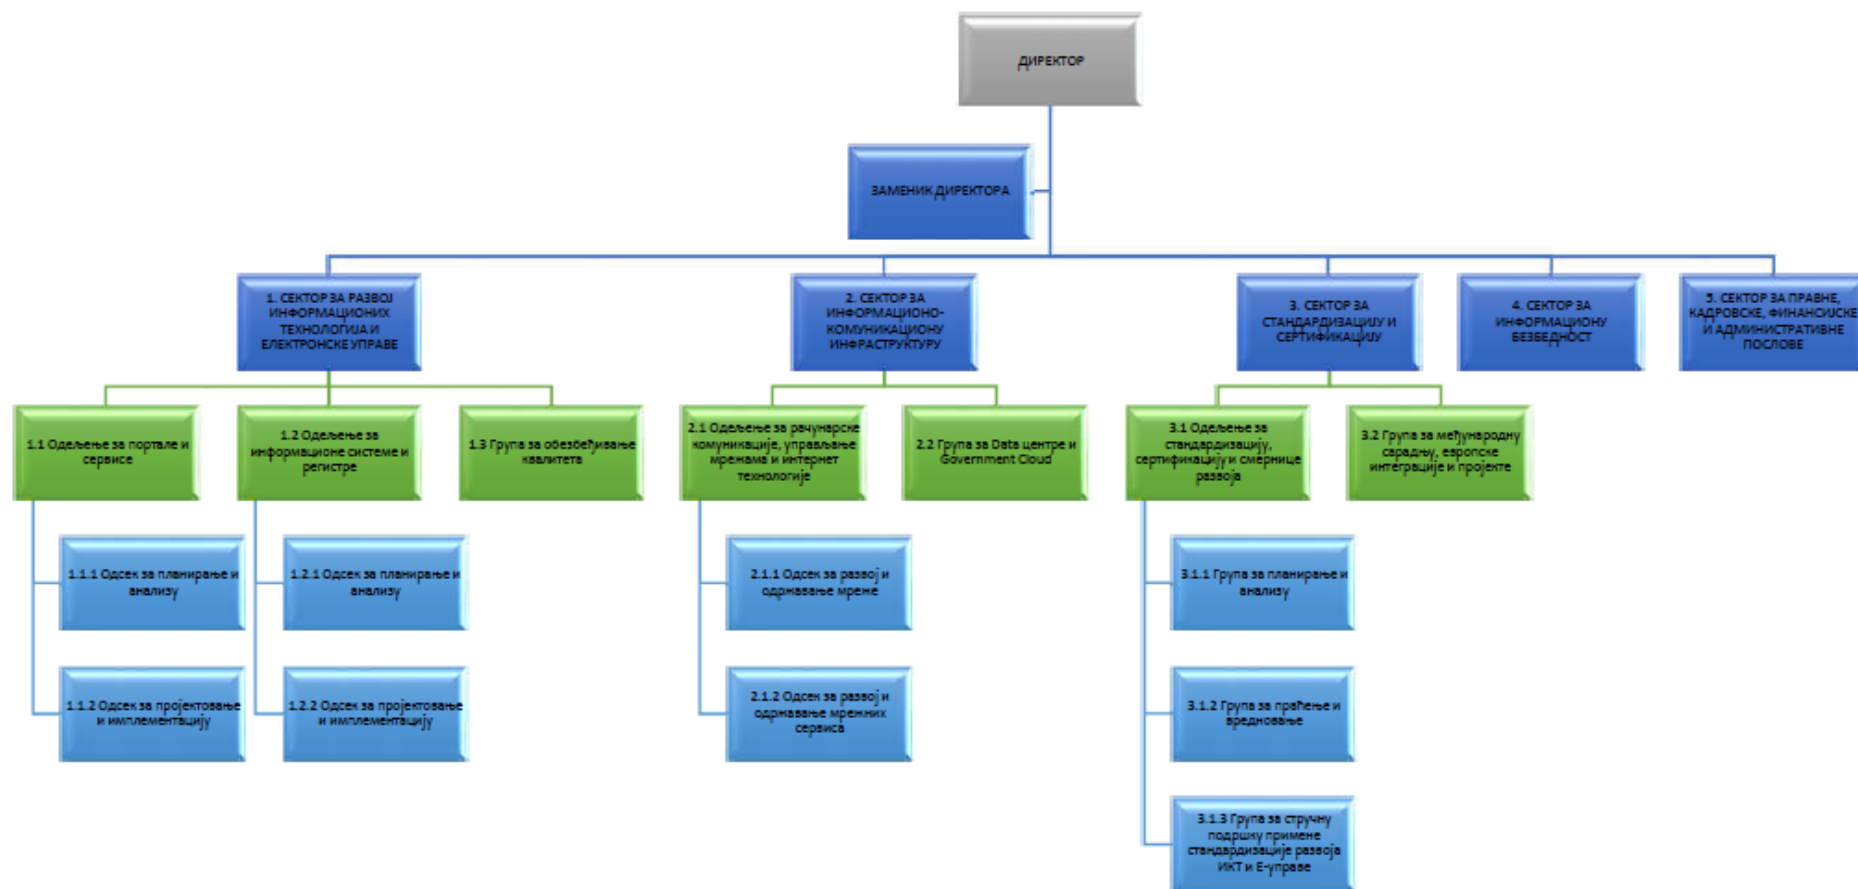 ДИРЕКТОР
ЗАМЕНИК ДИРЕКТОРА
1. СЕКТОР ЗА РАЗВОЈ
ИНФОРМАЦИОНИХ
ТЕХНОЛОГИЈА И
ЕЛЕКТРОНСКЕ УПРАВЕ
2. СЕКТОР ЗА
ИНФОРМАЦИОНО-
КОМУНИКАЦИОНУ
ИНФРАСТРУКТУРУ
3. СЕКТОР ЗА
СТАНДАРДИЗАЦИЈУ И
СЕРТИФИКАЦИЈУ
4. СЕКТОР ЗА
ИНФОРМАЦИОНУ
БЕЗБЕДНОСТ
5. СЕКТОР ЗА ПРАВНЕ,
КАДРОВСКЕ, ФИНАНСИЈСКЕ
И АДМИНИСТРАТИВНЕ
ПОСЛОВЕ
1.1 Одељење за портале и
сервисе
1.2 Одељење за
информационе системе и
регистре
1.3 Група за обезбеђивање
квалитета
2.1 Одељење за рачунарске
комуникације, управљање
мрежама и интернет
технологије
2.2 Група за Data центре и
Government Cloud
3.1 Одељење за
стандардизацију,
сертификацију и смернице
развоја
3.2 Група за међународну
сарадњу, европске
интеграције и пројекте
1.1.1 Одсек за планирање и
анализу
1.2.1 Одсек за планирање и
анализу
2.1.1 Одсек за развој и
одржавање мреже
3.1.1 Група за планирање и
анализу
1.1.2 Одсек за пројектовање
и имплементацију
1.2.2 Одсек за пројектовање
и имплементацију
2.1.2 Одсек за развој и
одржавање мрежних
сервиса
3.1.2 Група за праћење и
вредновање
3.1.3 Група за стручну
подршку примене
стандардизације развоја
ИКТ и Е-управе